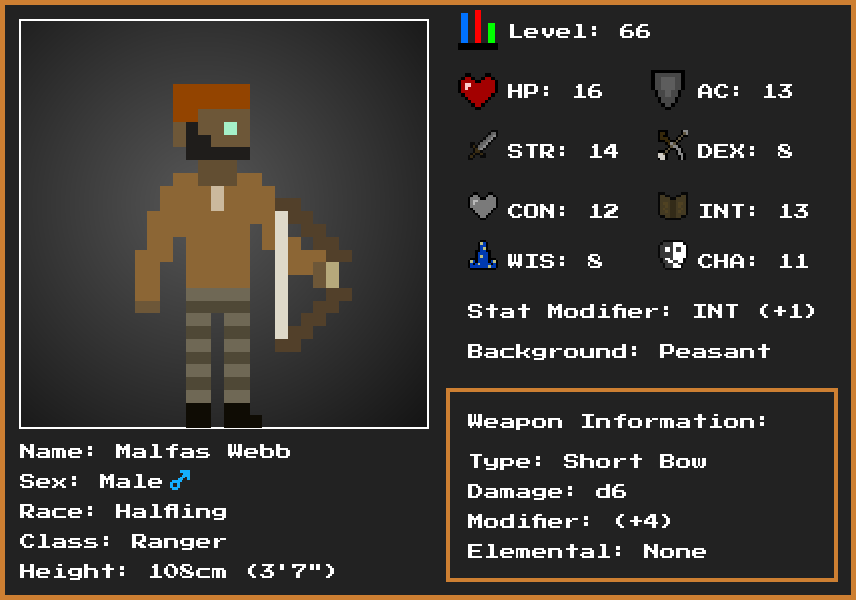 Level: 66
HP: 16 AC: 13
STR: 14 DEX: 8
CON: 12 INT: 13
WIS: 8 CHA: 11
Stat Modifier: INT (+1)
Background: Peasant
Weapon Information:
Type: Short Bow
Damage: d6
Modifier: (+4)
Elemental: None
Name: Malfas Webb
Sex: Male ♂
Race: Halfling
Class: Ranger
Height: 108cm (3'7")